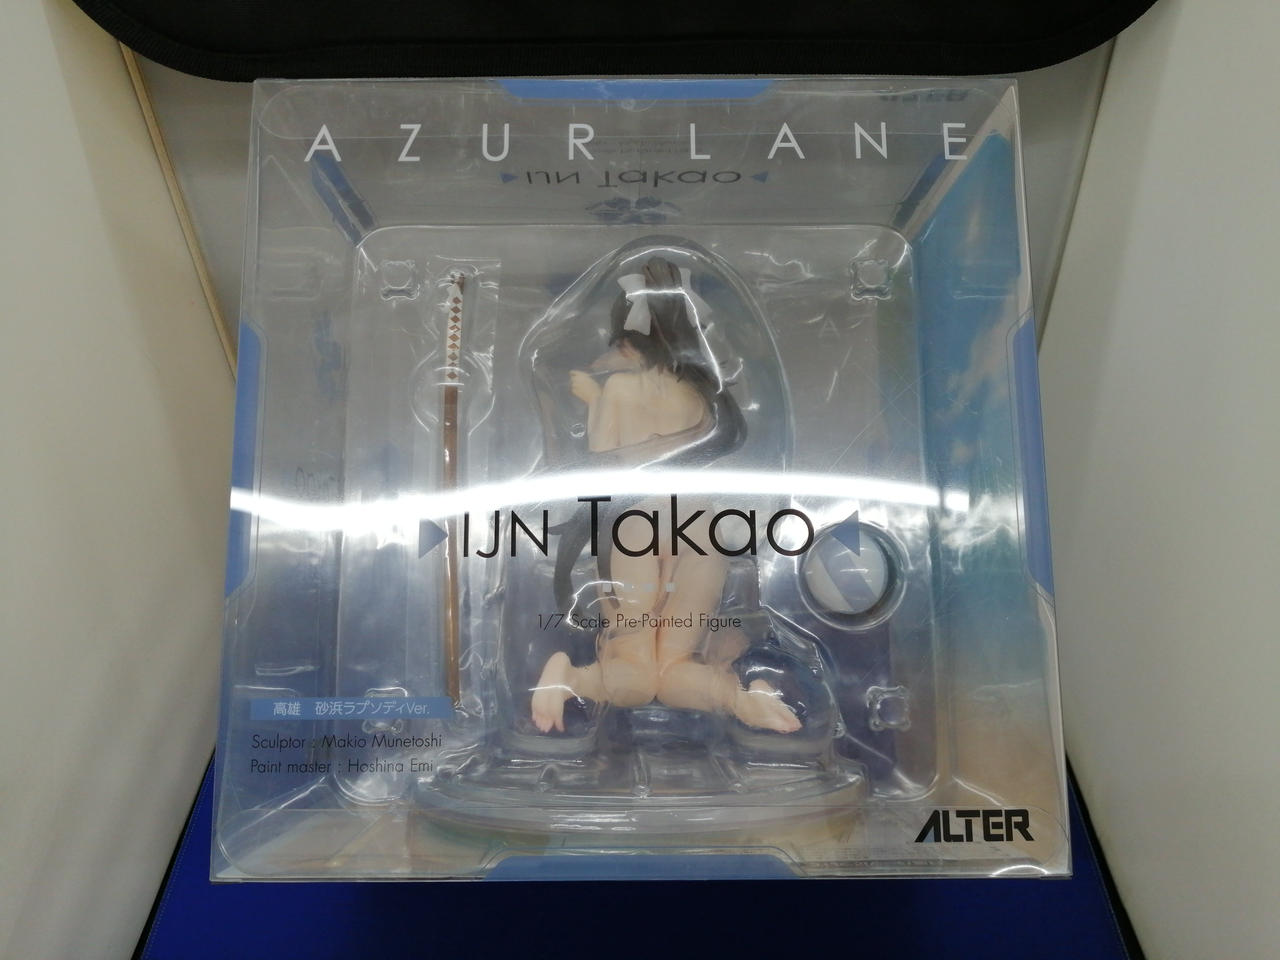 AZUR LANE
IJN Takao
IJN Takao
1/7 Scale Pre-Painted Figure
高雄 砂浜ラプソディVer.
Sculptor : Makio Munetoshi
Paint master : Hoshina Emi
ALTER